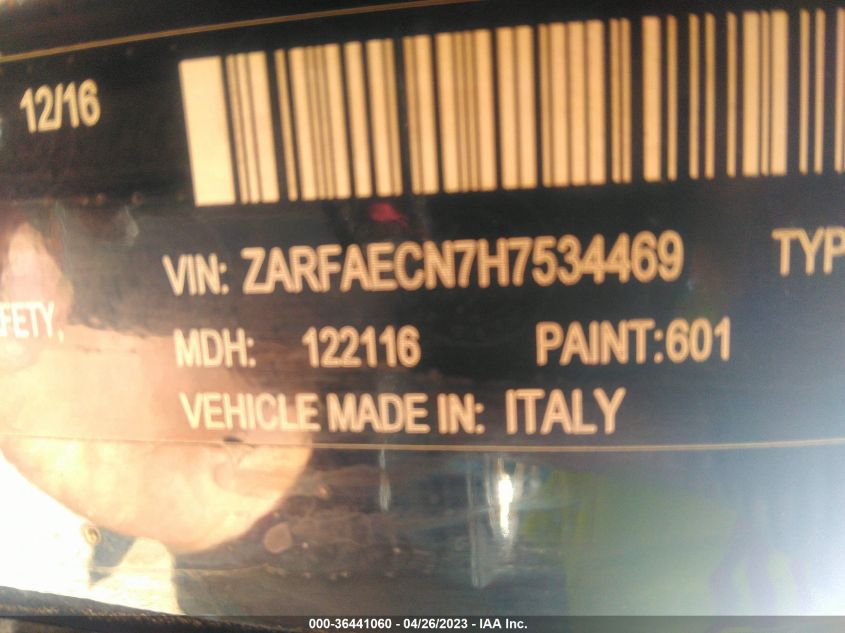 12/16
VIN: ZARFAECN7H7534469 TYP
EFETY,
MDH: 122116 PAINT:601
VEHICLE MADE IN: ITALY
000-36441060 - 04/26/2023 - IAA Inc.